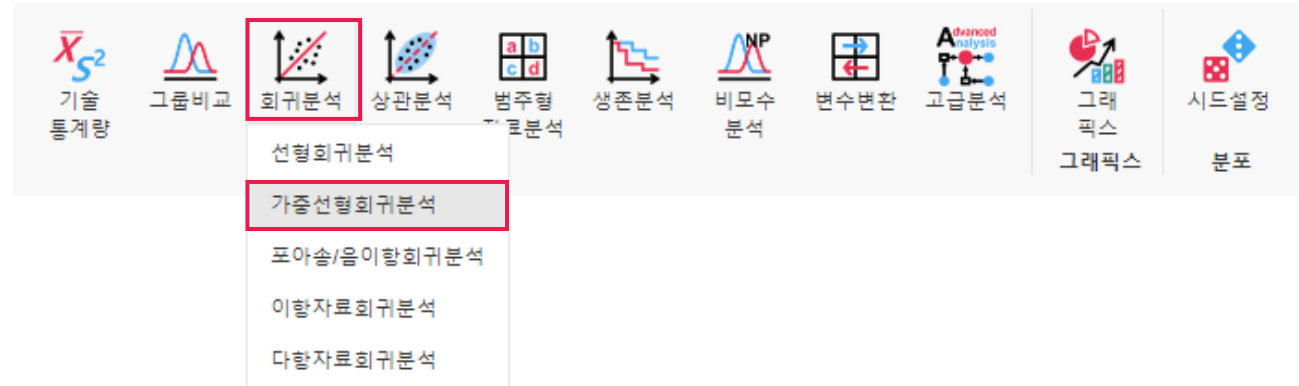 X̅ S²
a b
c d
NP
Advanced
Analysis
기술
통계량
그룹비교
회귀분석
상관분석
범주형
료분석
생존분석
비모수
분석
변수변환
고급분석
그래
픽스
시드설정
그래픽스
분포
선형회귀분석
가중선형회귀분석
포아송/음이항회귀분석
이항자료회귀분석
다항자료회귀분석